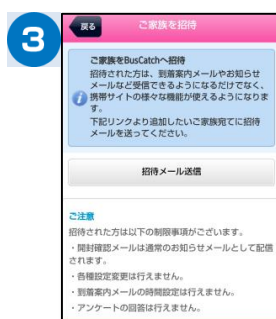 3
戻る ご家族を招待
ご家族をBusCatchへ招待
招待された方は、到着案内メールやお知らせ
メールなど受信できるようになるだけでなく、
携帯サイトの様々な機能が使えるようになりま
す。
下記リンクより追加したいご家族宛てに招待
メールを送ってください。
招待メール送信
ご注意
招待された方は以下の制限事項がございます。
・開封確認メールは通常のお知らせメールとして配信
されます。
・各種設定変更は行えません。
・到着案内メールの時間設定は行えません。
・アンケートの回答は行えません。